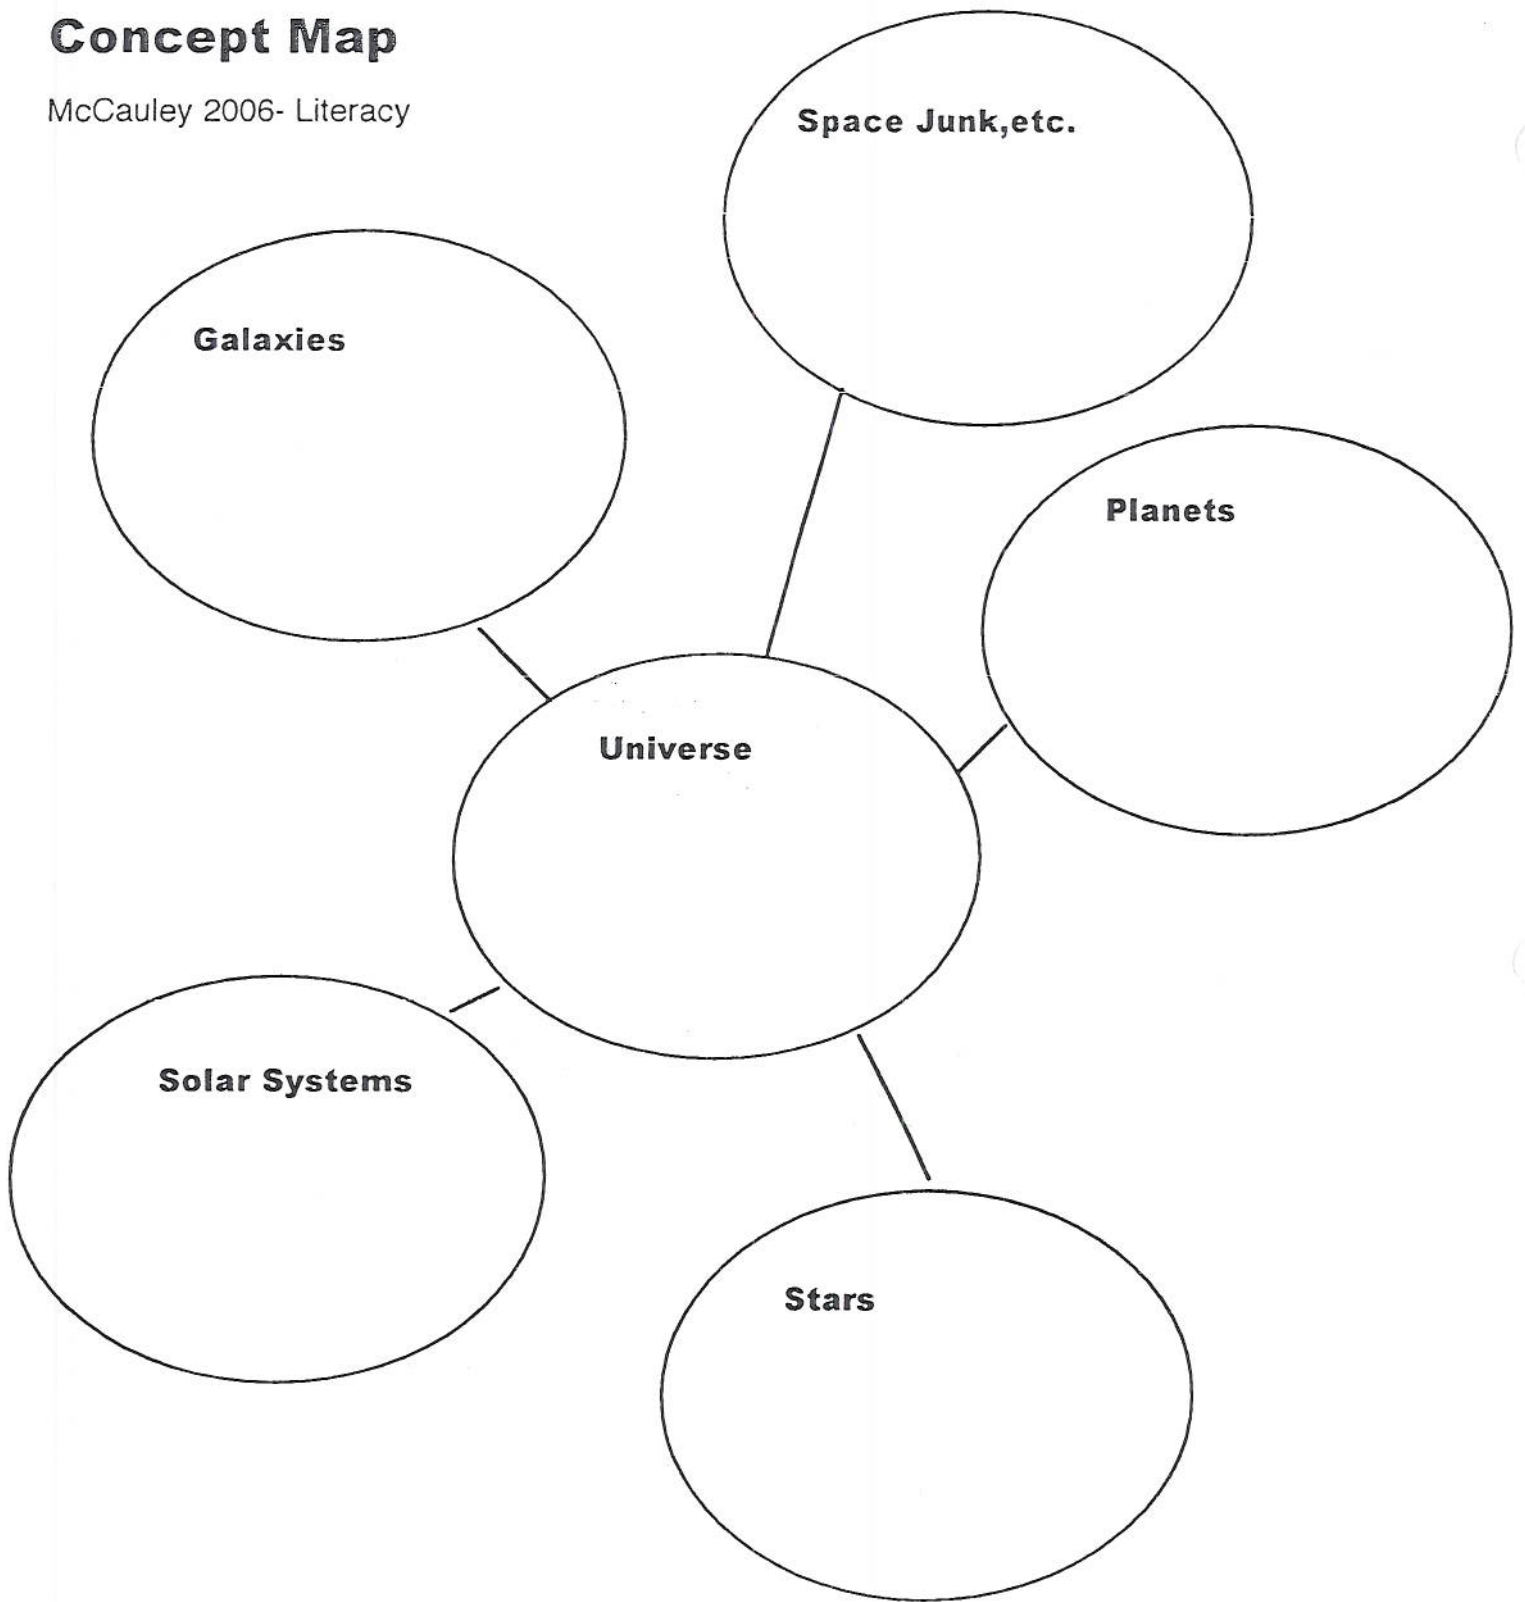 Concept Map
McCauley 2006- Literacy
Space Junk,etc.
Galaxies
Planets
Universe
Solar Systems
Stars